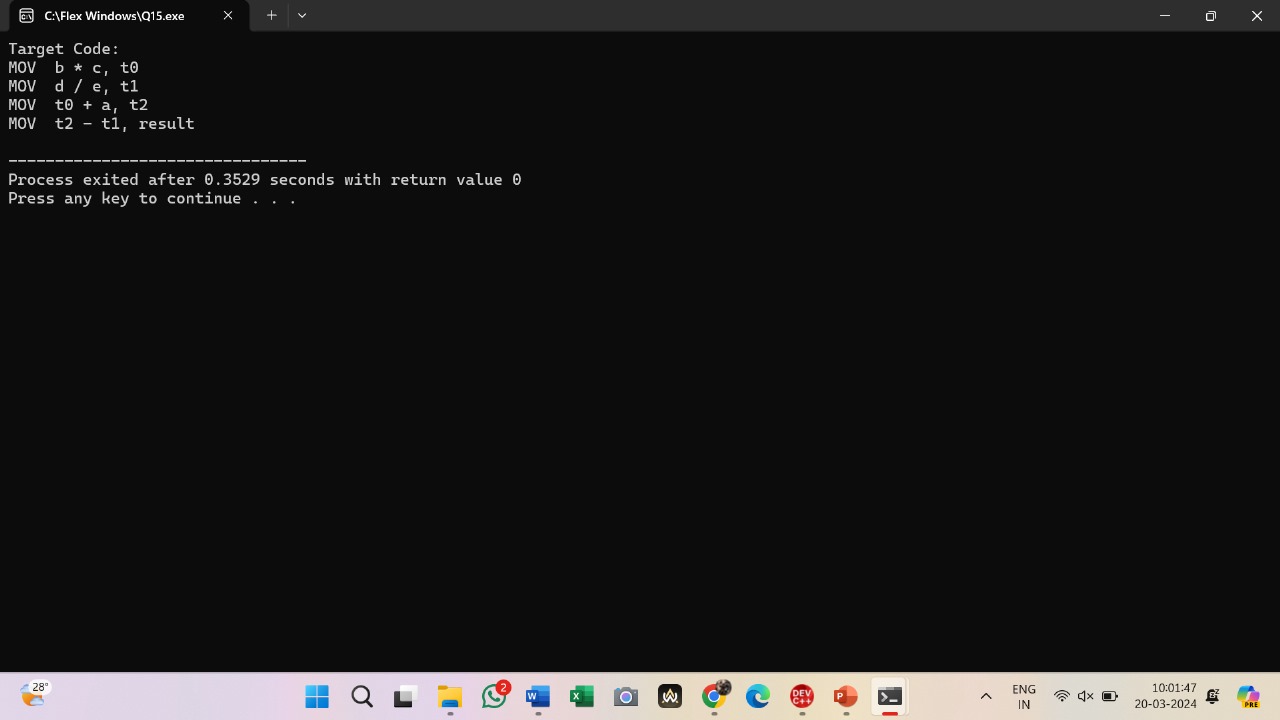 C:\Flex Windows\Q15.exe
Target Code:
MOV  b * c, t0
MOV  d / e, t1
MOV  t0 + a, t2
MOV  t2 - t1, result
--------------------------------
Process exited after 0.3529 seconds with return value 0
Press any key to continue . . .
28°
2
W
X
DEV
C++
P
ENG
IN
10:01:47
20-03-2024
PRE